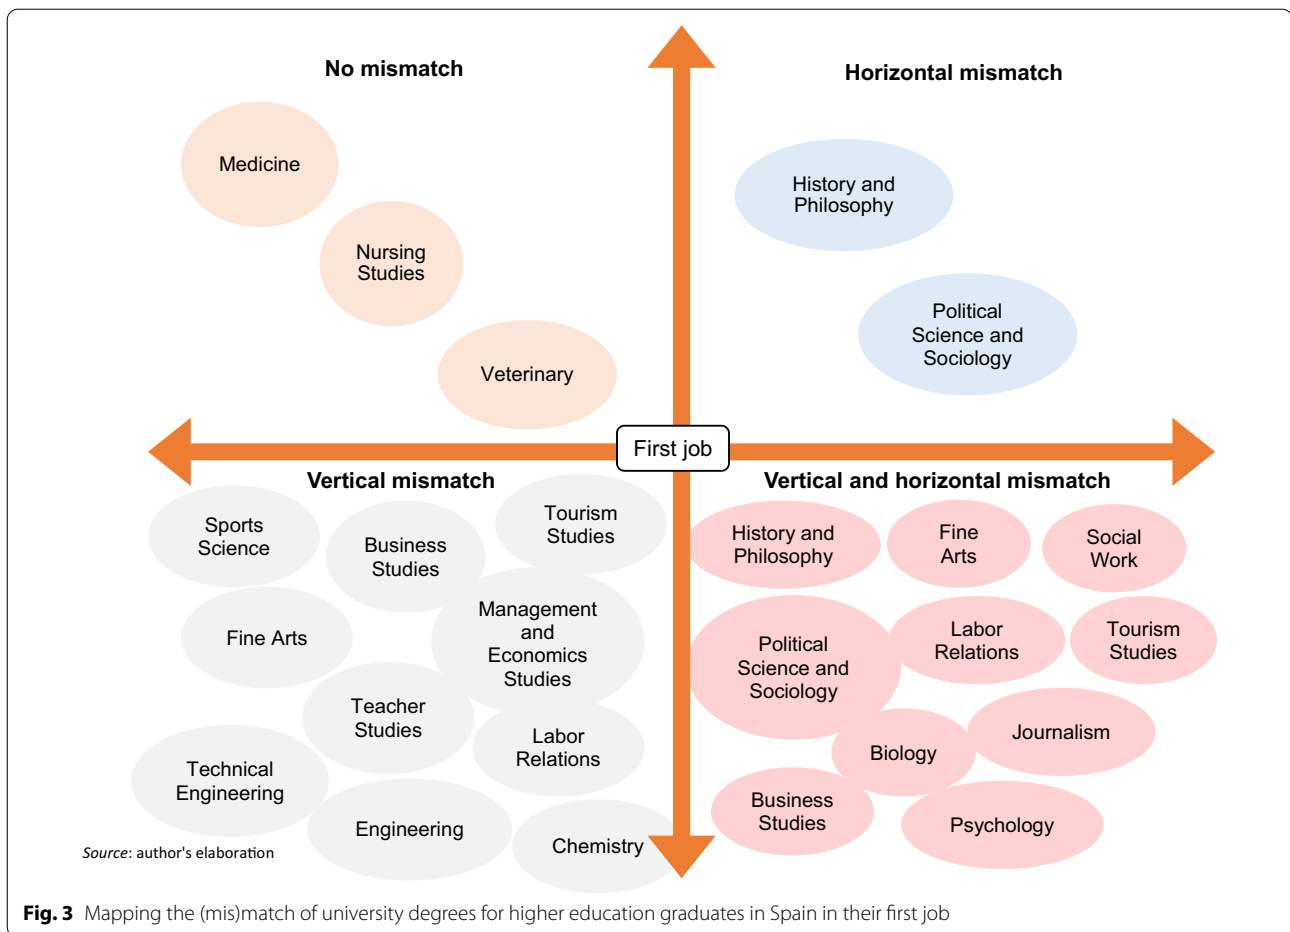 No mismatch
Horizontal mismatch
Medicine
Nursing
Studies
Veterinary
History and
Philosophy
Political
Science and
Sociology
First job
Vertical mismatch
Vertical and horizontal mismatch
Sports
Science
Business
Studies
Tourism
Studies
Fine Arts
Management
and
Economics
Studies
Teacher
Studies
Labor
Relations
Technical
Engineering
Engineering
Chemistry
History and
Philosophy
Fine
Arts
Social
Work
Political
Science and
Sociology
Labor
Relations
Tourism
Studies
Biology
Journalism
Business
Studies
Psychology
Source: author's elaboration
Fig. 3 Mapping the (mis)match of university degrees for higher education graduates in Spain in their first job